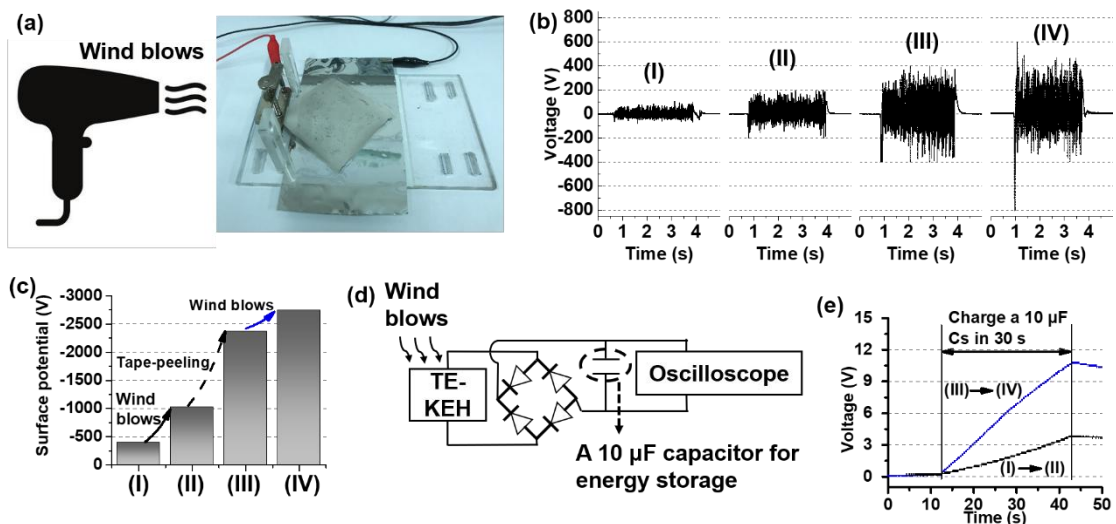 (a)
Wind blows
(b)
800
600
400
200
0
-200
-400
-600
-800
Voltage (V)
(I)
(II)
(III)
(IV)
0 1 2 3 4
0 1 2 3 4
0 1 2 3 4
0 1 2 3 4
Time (s)
Time (s)
Time (s)
Time (s)
(c)
-3000
-2500
-2000
-1500
-1000
-500
0
Surface potential (V)
Wind blows
Tape-peeling
Wind
blows
(I)
(II)
(III)
(IV)
(d)
Wind
blows
TE-
KEH
Oscilloscope
A 10 µF capacitor for
energy storage
(e)
Charge a 10 µF
Cs in 30 s
15
12
9
6
3
0
Voltage (V)
(III)→(IV)
(I)→(II)
0 10 20 30 40 50
Time (s)